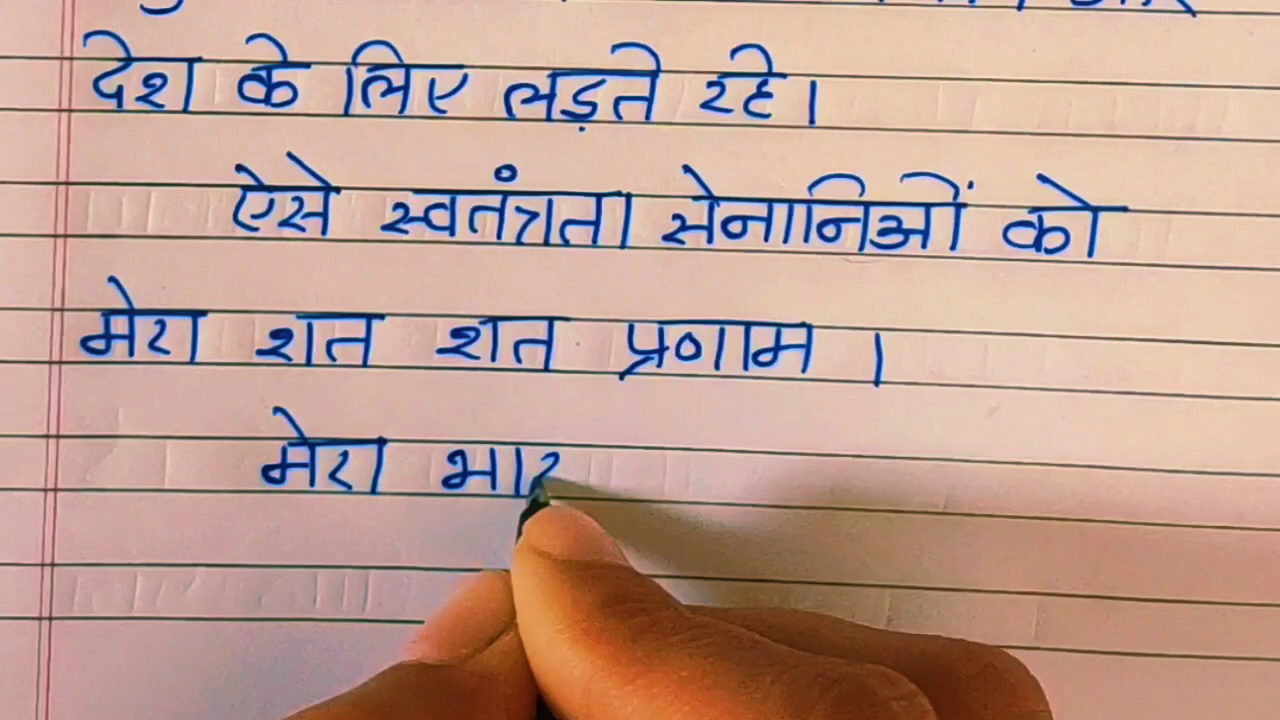 देश के लिए लड़ते रहे।
ऐसे स्वतंत्रता सेनानिओं को
मेरा शत शत प्रणाम ।
मेरा भार